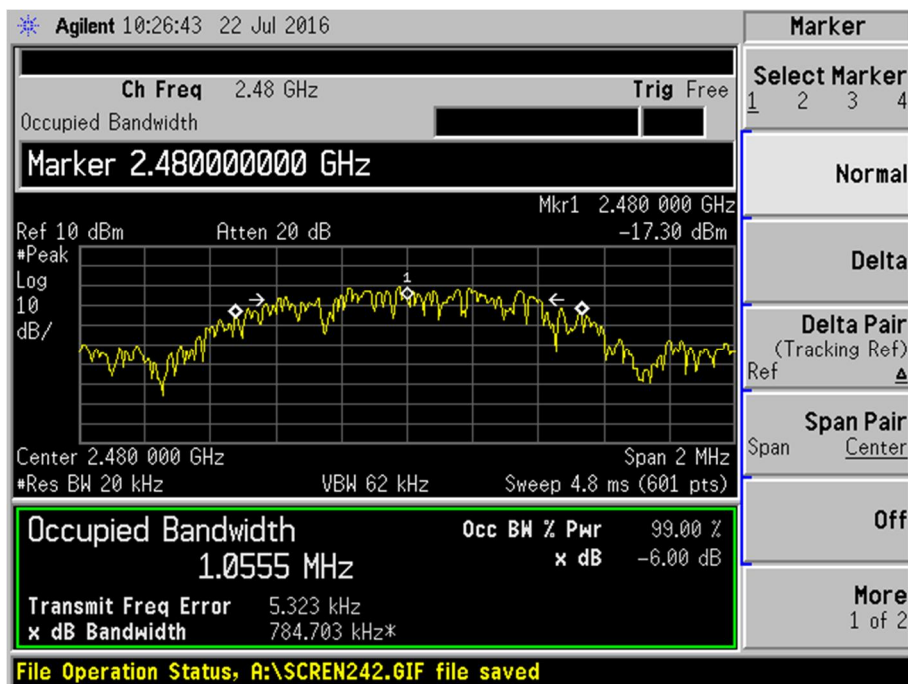 Agilent 10:26:43 22 Jul 2016
Marker
Ch Freq 2.48 GHz Trig Free
Occupied Bandwidth
Marker 2.480000000 GHz
Mkr1 2.480 000 GHz
Ref 10 dBm Atten 20 dB -17.30 dBm
#Peak
Log
10
dB/
1
Center 2.480 000 GHz Span 2 MHz
#Res BW 20 kHz VBW 62 kHz Sweep 4.8 ms (601 pts)
Occupied Bandwidth Occ BW % Pwr 99.00 %
1.0555 MHz x dB -6.00 dB
Transmit Freq Error 5.323 kHz
x dB Bandwidth 784.703 kHz*
Select Marker
1 2 3 4
Normal
Delta
Delta Pair
(Tracking Ref)
Ref Δ
Span Pair
Span Center
Off
More
1 of 2
File Operation Status, A:\SCREN242.GIF file saved